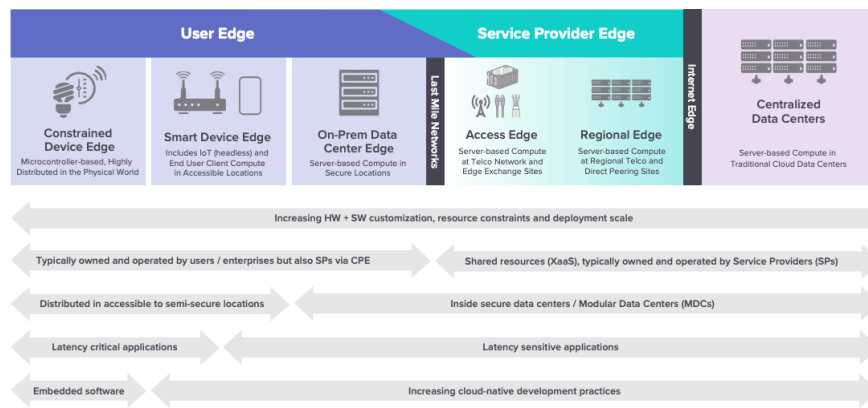 User Edge
Service Provider Edge
Constrained
Device Edge
Microcontroller-based, Highly
Distributed in the Physical World
Smart Device Edge
Includes IoT (headless) and
End User Client Compute
in Accessible Locations
On-Prem Data
Center Edge
Server-based Compute in
Secure Locations
Last Mile Networks
Access Edge
Server-based Compute
at Telco Network and
Edge Exchange Sites
Regional Edge
Server-based Compute
at Regional Telco and
Direct Peering Sites
Internet Edge
Centralized
Data Centers
Server-based Compute in
Traditional Cloud Data Centers
Increasing HW + SW customization, resource constraints and deployment scale
Typically owned and operated by users / enterprises but also SPs via CPE
Shared resources (XaaS), typically owned and operated by Service Providers (SPs)
Distributed in accessible to semi-secure locations
Inside secure data centers / Modular Data Centers (MDCs)
Latency critical applications
Latency sensitive applications
Embedded software
Increasing cloud-native development practices